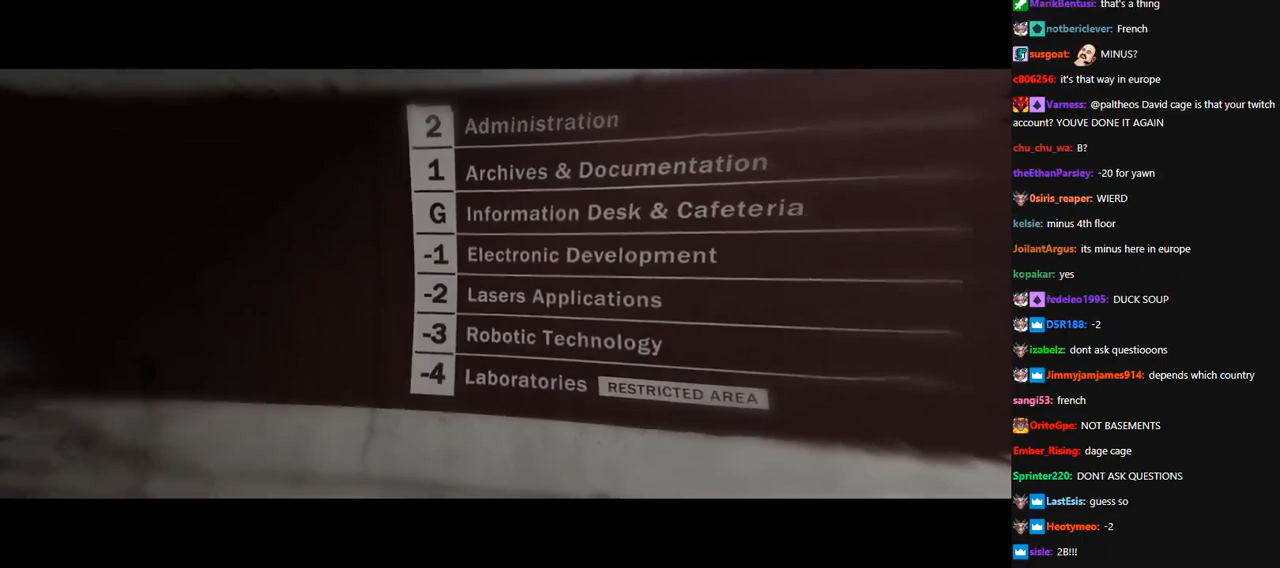 2 Administration
1 Archives & Documentation
G Information Desk & Cafeteria
-1 Electronic Development
-2 Lasers Applications
-3 Robotic Technology
-4 Laboratories RESTRICTED AREA
MarikBentusi: that's a thing
notbericlever: French
susgoat: MINUS?
c806256: it's that way in europe
Varness: @paltheos David cage is that your twitch
account? YOUVE DONE IT AGAIN
chu_chu_wa: B?
theEthanParsley: -20 for yawn
0siris_reaper: WIERD
kelsie: minus 4th floor
JoilantArgus: its minus here in europe
kopakar: yes
fedeleo1995: DUCK SOUP
D5R188: -2
izabelz: dont ask questiooons
Jimmyjamjames914: depends which country
sangi53: french
OritoGpe: NOT BASEMENTS
Ember_Rising: dage cage
Sprinter220: DONT ASK QUESTIONS
LastEsis: guess so
Heotymeo: -2
sisle: 2B!!!